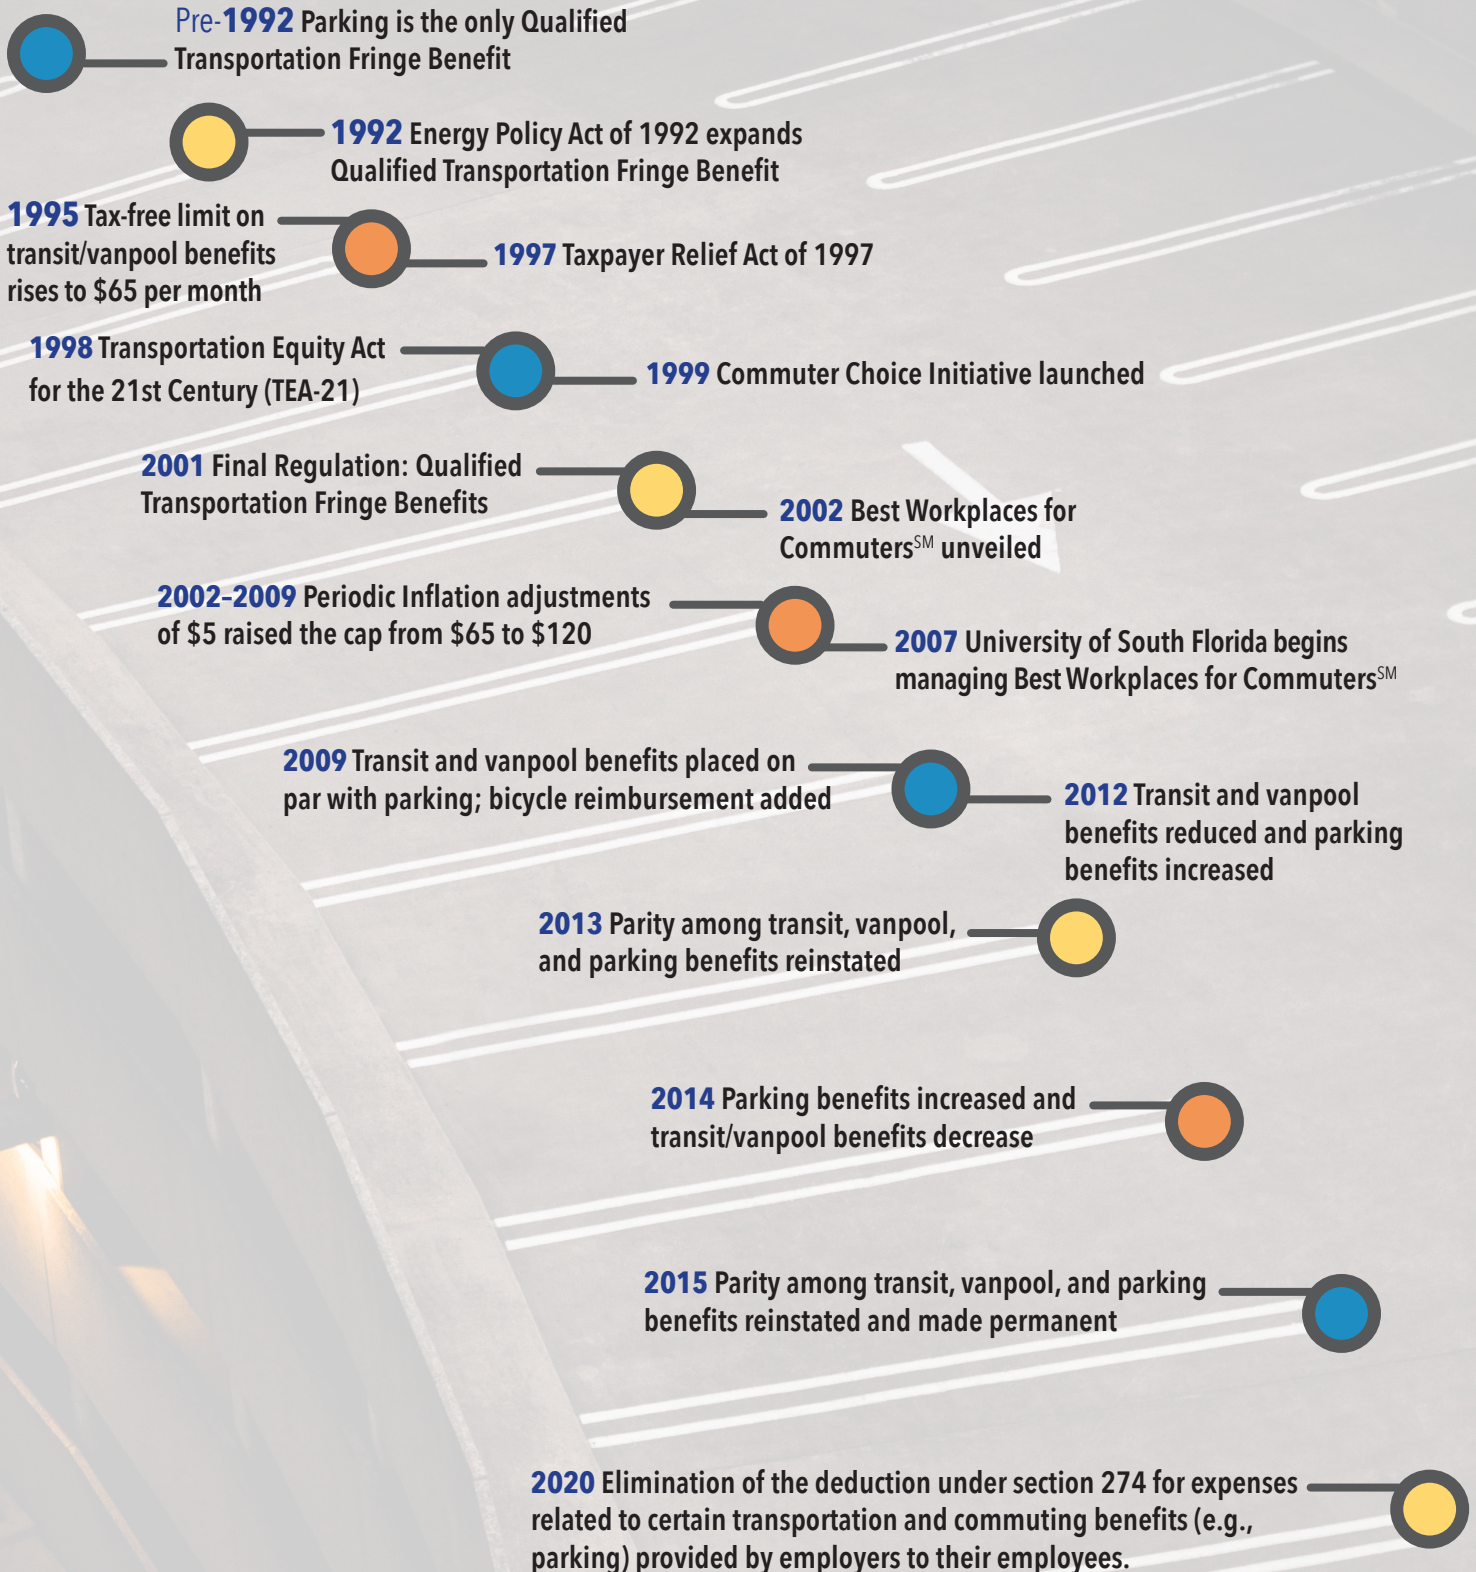 Pre-1992 Parking is the only Qualified
Transportation Fringe Benefit
1992 Energy Policy Act of 1992 expands
Qualified Transportation Fringe Benefit
1995 Tax-free limit on
transit/vanpool benefits
rises to $65 per month
1997 Taxpayer Relief Act of 1997
1998 Transportation Equity Act
for the 21st Century (TEA-21)
1999 Commuter Choice Initiative launched
2001 Final Regulation: Qualified
Transportation Fringe Benefits
2002 Best Workplaces for
Commuters℠ unveiled
2002–2009 Periodic Inflation adjustments
of $5 raised the cap from $65 to $120
2007 University of South Florida begins
managing Best Workplaces for Commuters℠
2009 Transit and vanpool benefits placed on
par with parking; bicycle reimbursement added
2012 Transit and vanpool
benefits reduced and parking
benefits increased
2013 Parity among transit, vanpool,
and parking benefits reinstated
2014 Parking benefits increased and
transit/vanpool benefits decrease
2015 Parity among transit, vanpool, and parking
benefits reinstated and made permanent
2020 Elimination of the deduction under section 274 for expenses
related to certain transportation and commuting benefits (e.g.,
parking) provided by employers to their employees.